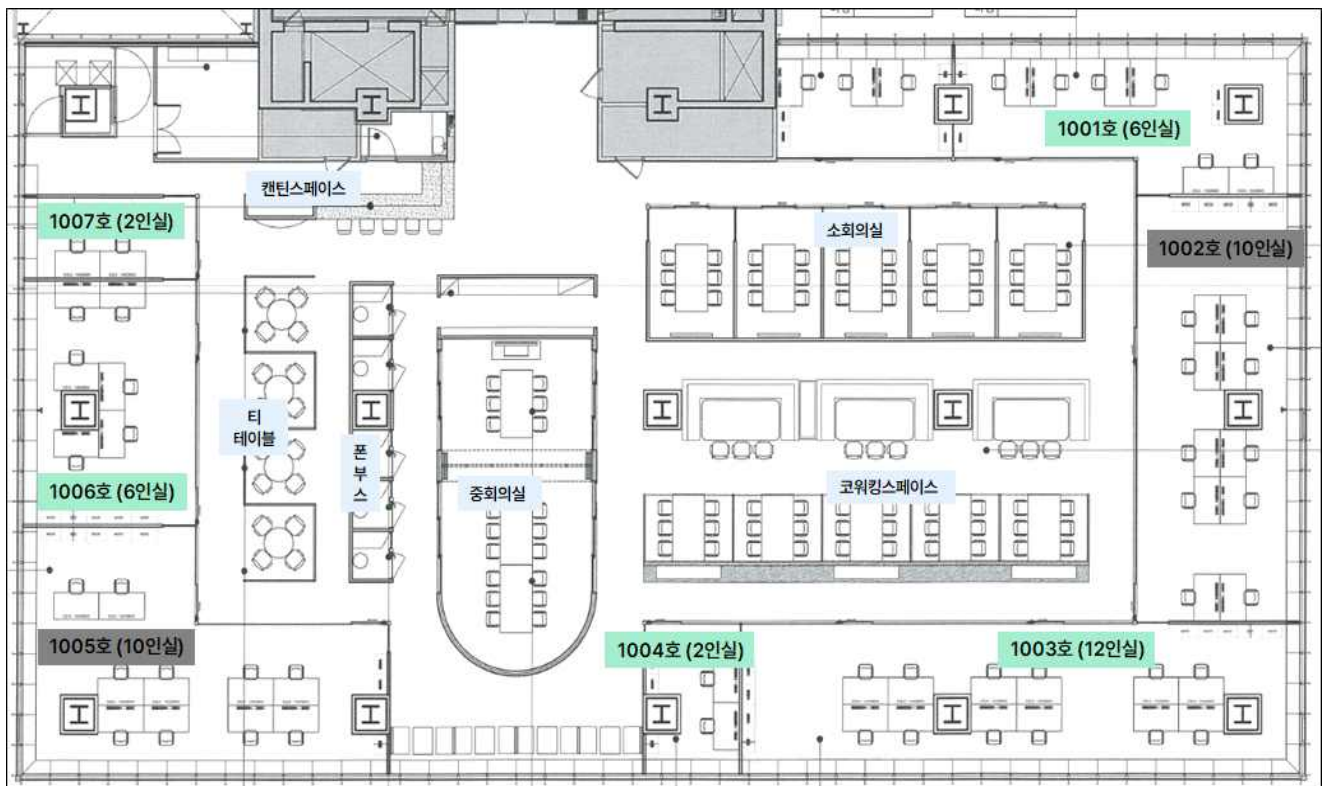 1001호 (6인실)
캔틴스페이스
1007호 (2인실)
소회의실
1002호 (10인실)
티
테이블
폰
부
스
중회의실
코워킹스페이스
1006호 (6인실)
1005호 (10인실)
1004호 (2인실)
1003호 (12인실)